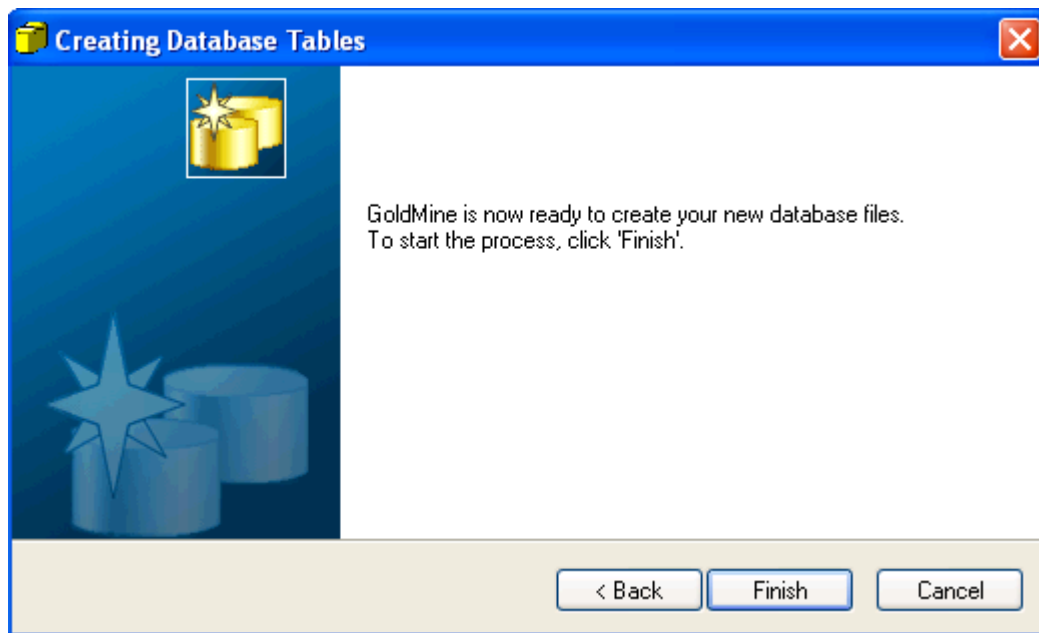 Creating Database Tables
GoldMine is now ready to create your new database files.
To start the process, click 'Finish'.
< Back
Finish
Cancel